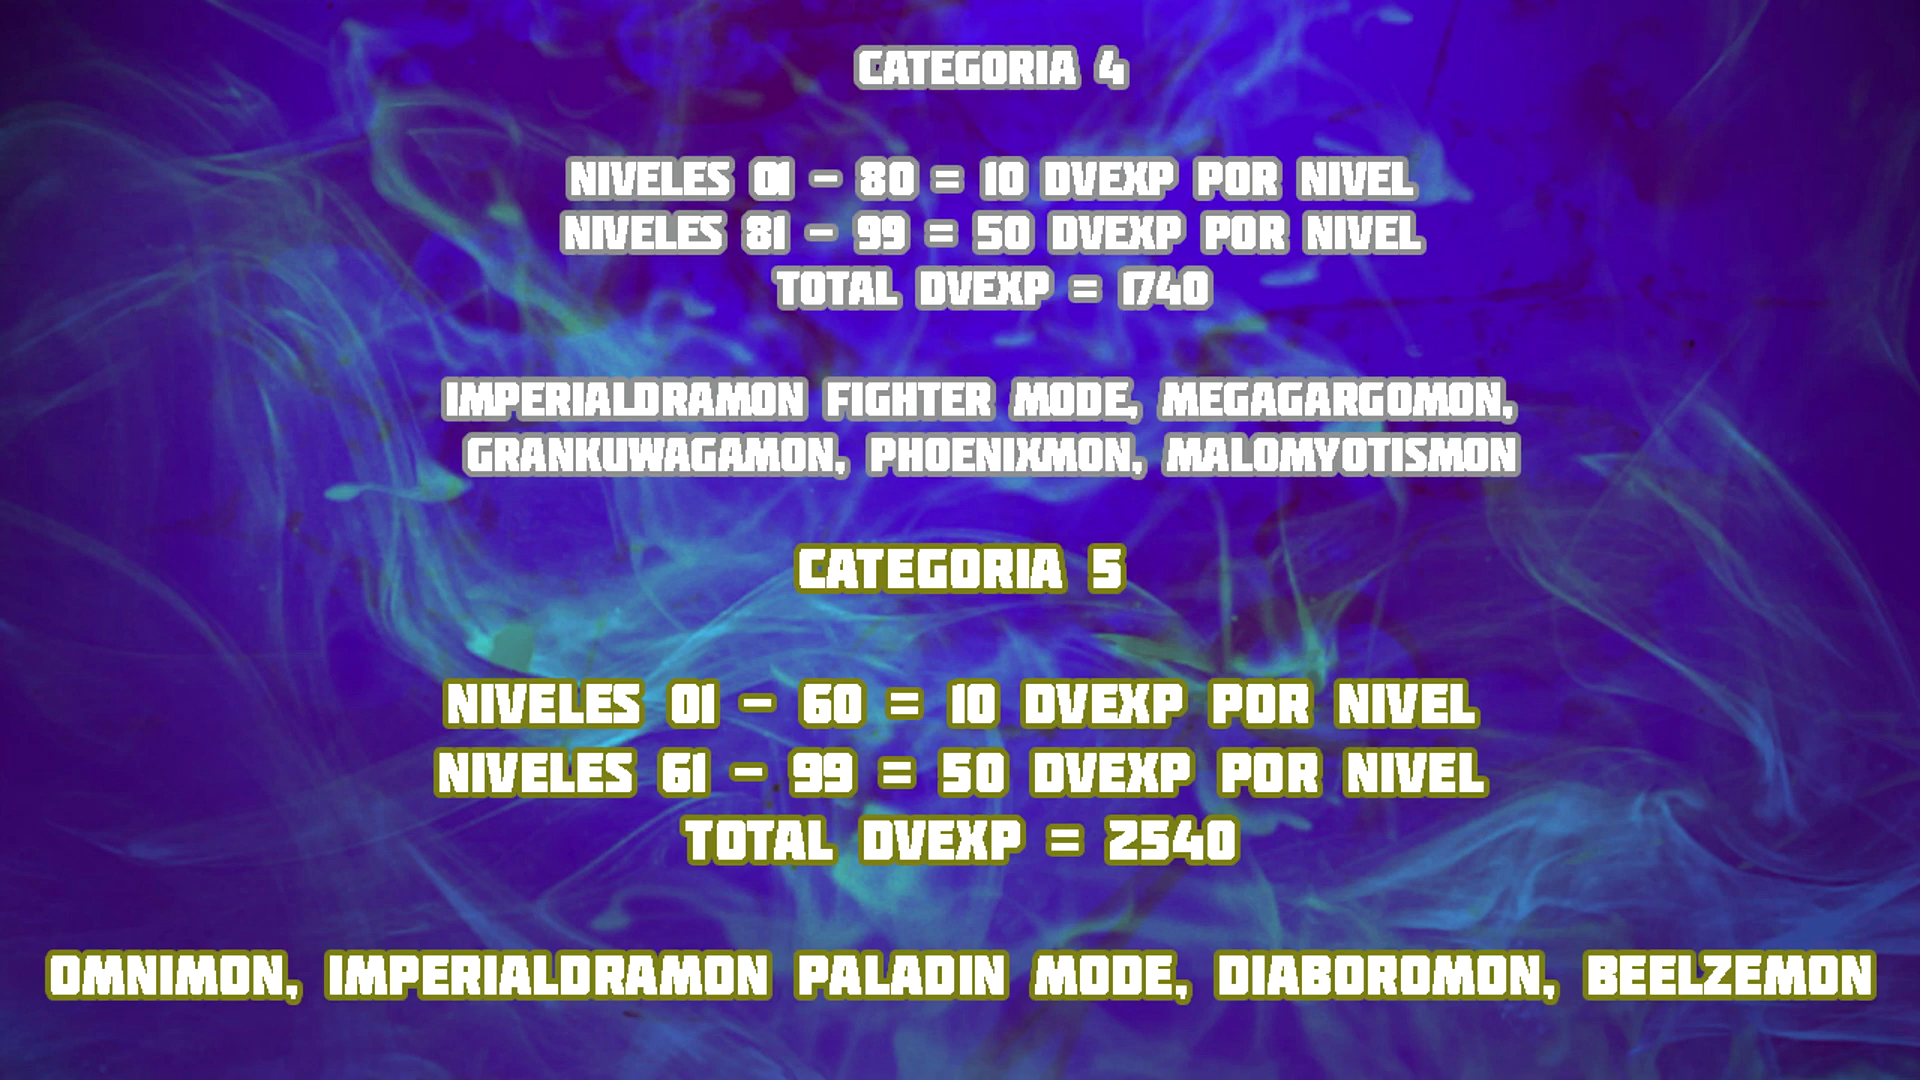 CATEGORIA 4
NIVELES 01 - 80 = 10 DVEXP POR NIVEL
NIVELES 81 - 99 = 50 DVEXP POR NIVEL
TOTAL DVEXP = 1740
IMPERIALDRAMON FIGHTER MODE, MEGAGARGOMON,
GRANKUWAGAMON, PHOENIXMON, MALOMYOTISMON
CATEGORIA 5
NIVELES 01 - 60 = 10 DVEXP POR NIVEL
NIVELES 61 - 99 = 50 DVEXP POR NIVEL
TOTAL DVEXP = 2540
OMNIMON, IMPERIALDRAMON PALADIN MODE, DIABOROMON, BEELZEMON